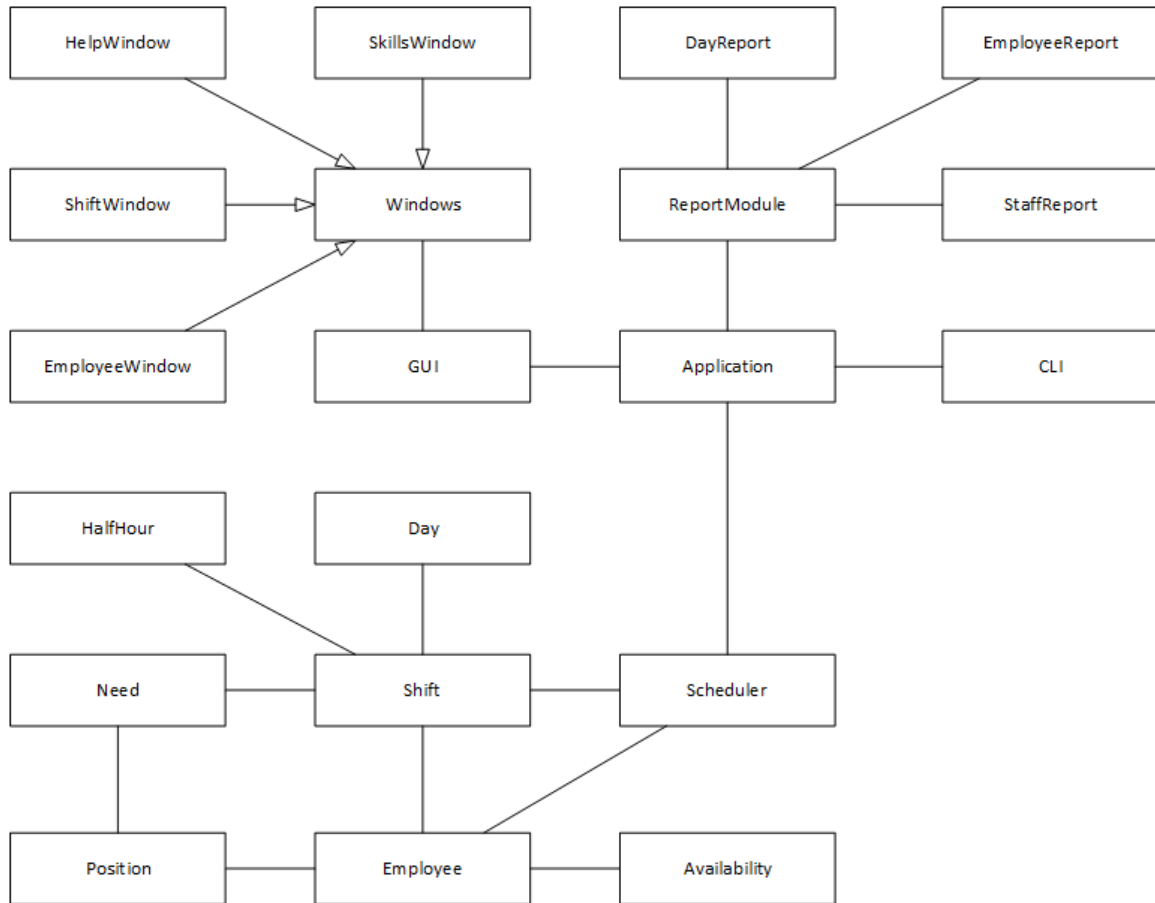 HelpWindow
SkillsWindow
DayReport
EmployeeReport
ShiftWindow
Windows
ReportModule
StaffReport
EmployeeWindow
GUI
Application
CLI
HalfHour
Day
Need
Shift
Scheduler
Position
Employee
Availability